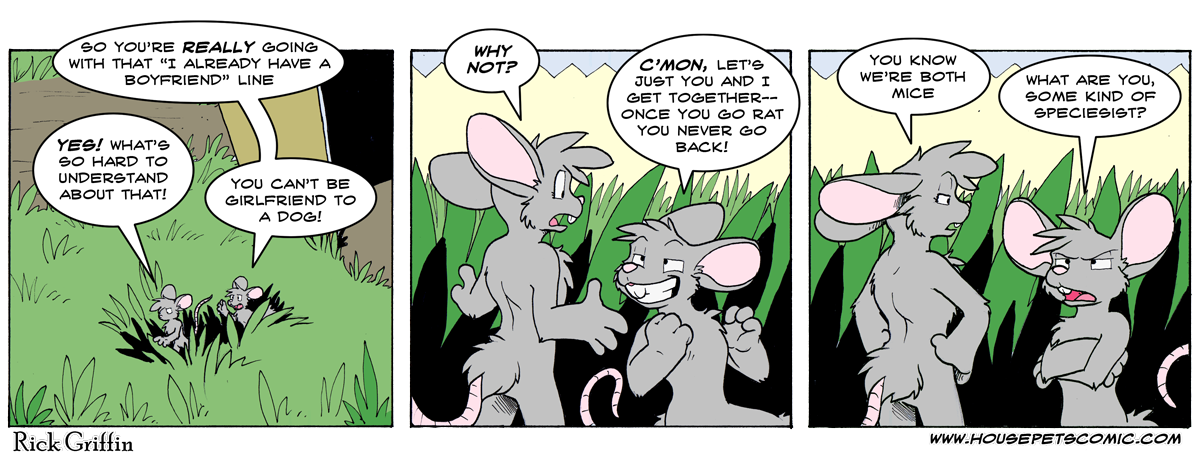 SO YOU'RE REALLY GOING
WITH THAT "I ALREADY HAVE A
BOYFRIEND" LINE
YES! WHAT'S
SO HARD TO
UNDERSTAND
ABOUT THAT!
YOU CAN'T BE
GIRLFRIEND TO
A DOG!
WHY
NOT?
C'MON, LET'S
JUST YOU AND I
GET TOGETHER--
ONCE YOU GO RAT
YOU NEVER GO
BACK!
YOU KNOW
WE'RE BOTH
MICE
WHAT ARE YOU,
SOME KIND OF
SPECIESIST?
Rick Griffin
WWW.HOUSEPETSCOMIC.COM